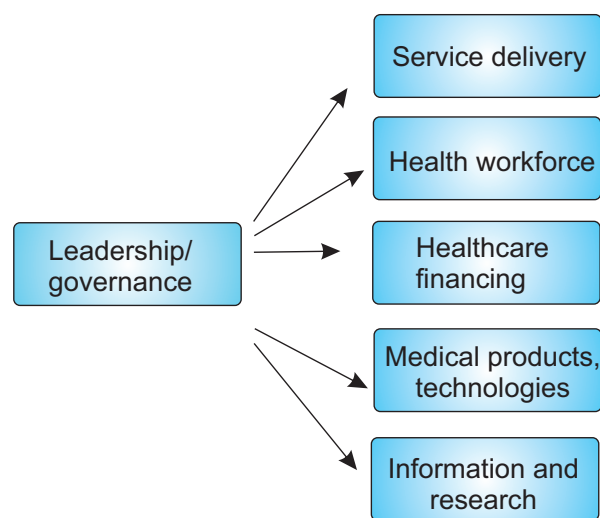 Leadership/
governance
Service delivery
Health workforce
Healthcare
financing
Medical products,
technologies
Information and
research